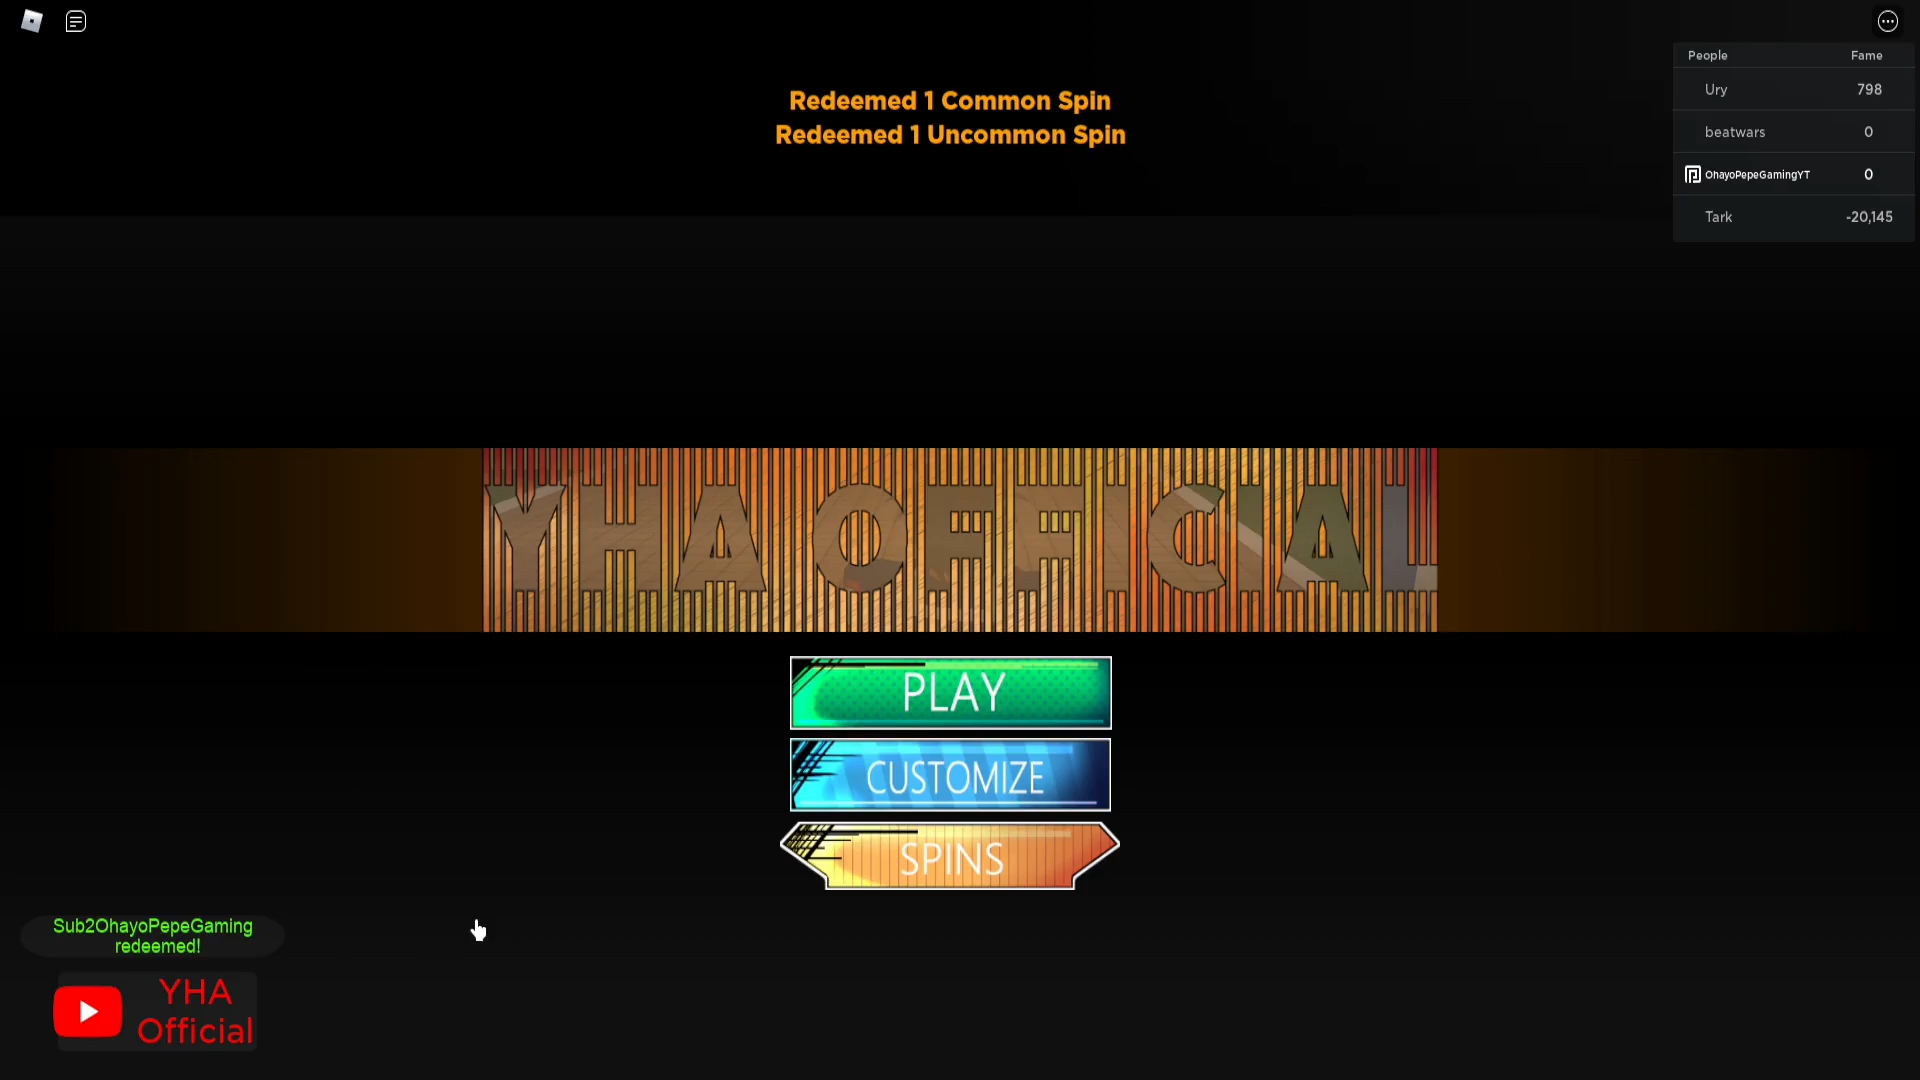 People Fame
Ury 798
beatwars 0
OhayoPepeGamingYT 0
Tark -20,145
Redeemed 1 Common Spin
Redeemed 1 Uncommon Spin
YHA OFFICIAL
PLAY
CUSTOMIZE
SPINS
Sub2OhayoPepeGaming
redeemed!
YHA
Official